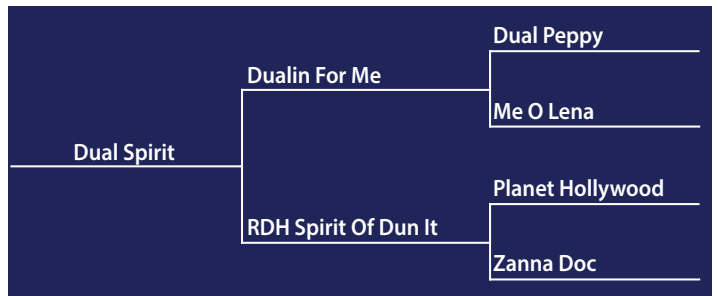 Dual Peppy
Dualin For Me
Me O Lena
Dual Spirit
Planet Hollywood
RDH Spirit Of Dun It
Zanna Doc